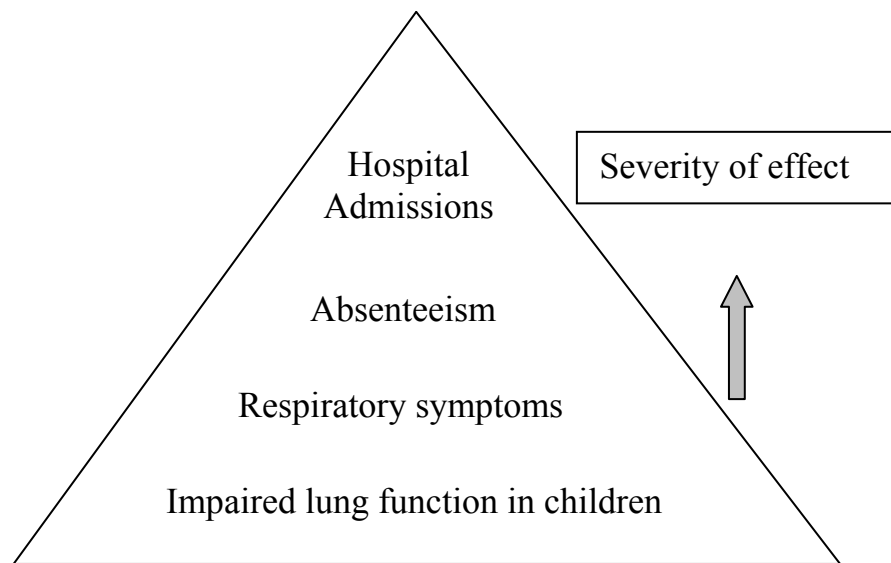 Hospital
Admissions
Severity of effect
Absenteeism
Respiratory symptoms
Impaired lung function in children